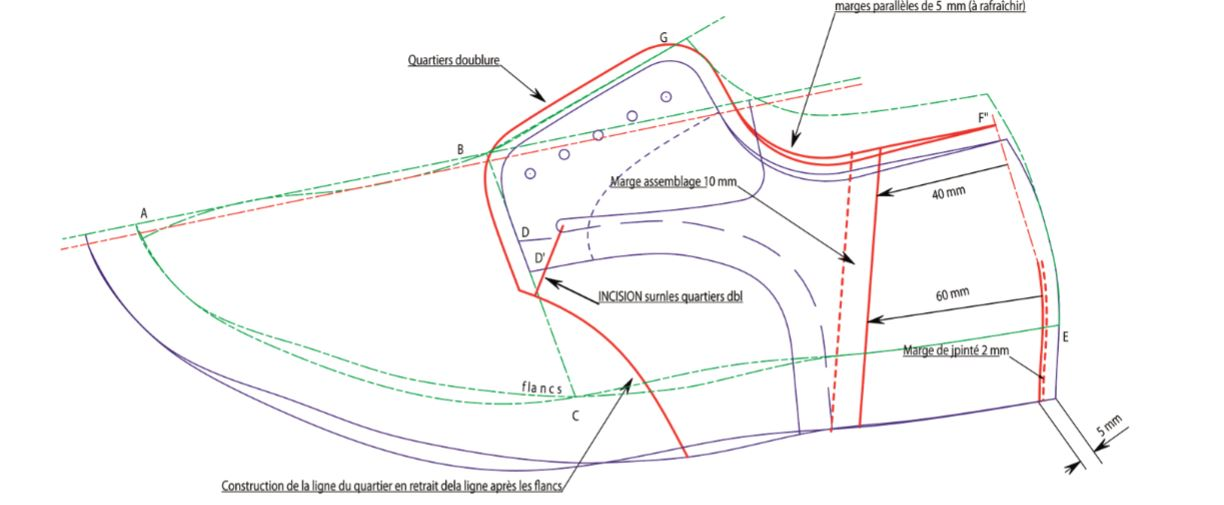 marges parallèles de 5 mm (à rafraîchir)
G
Quartiers doublure
F"
B
Marge assemblage 10 mm
40 mm
A
D
D'
INCISION surnles quartiers dbl
60 mm
E
Marge de jpinté 2 mm
flancs
C
5 mm
Construction de la ligne du quartier en retrait dela ligne après les flancs